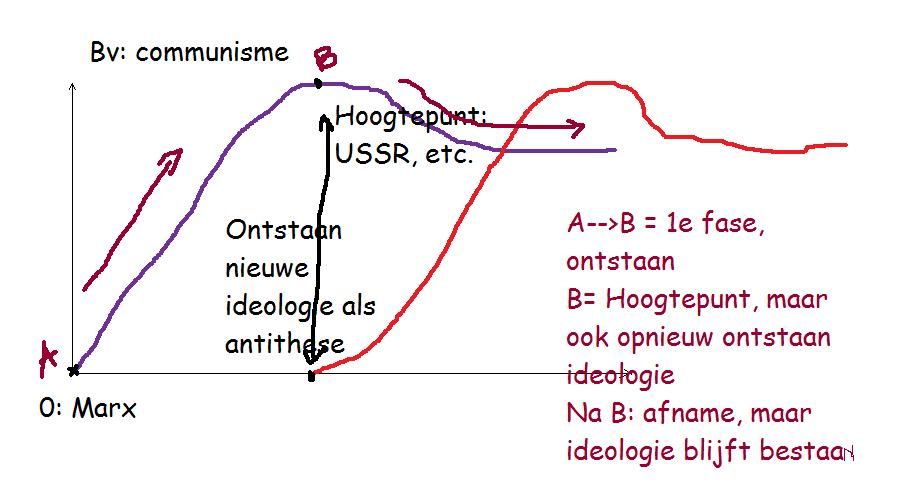 Bv: communisme
B
Hoogtepunt:
USSR, etc.
Ontstaan
nieuwe
ideologie als
antithese
A
0: Marx
A-->B = 1e fase,
ontstaan
B= Hoogtepunt, maar
ook opnieuw ontstaan
ideologie
Na B: afname, maar
ideologie blijft bestaan